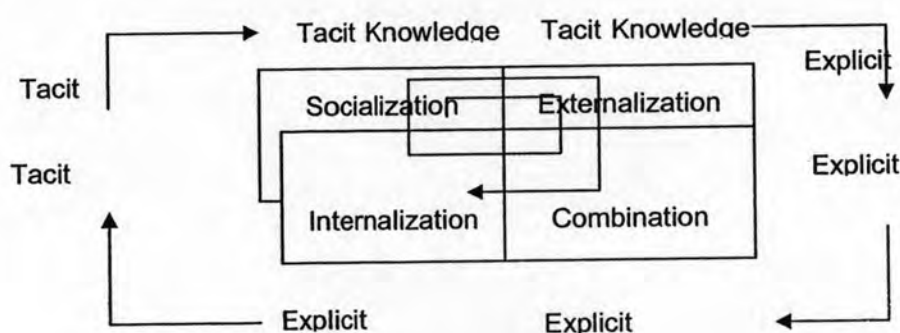 Tacit Knowledge Tacit Knowledge
Explicit
Tacit
Socialization Externalization
Tacit
Explicit
Internalization Combination
Explicit Explicit